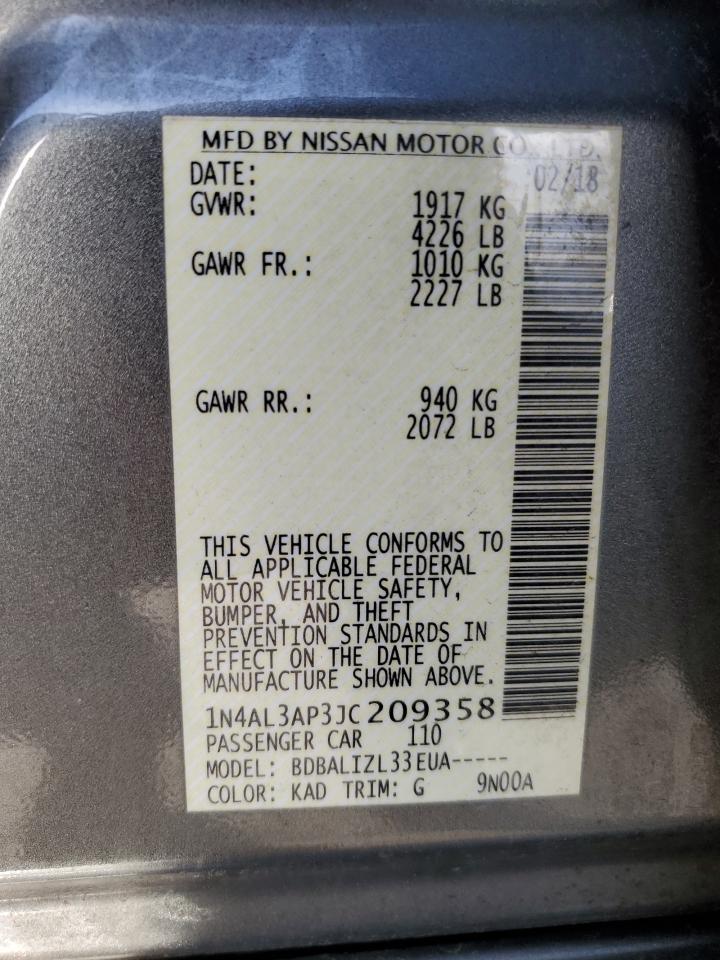 MFD BY NISSAN MOTOR CO., LTD.
DATE: 02/18
GVWR: 1917 KG
4226 LB
GAWR FR.: 1010 KG
2227 LB
GAWR RR.: 940 KG
2072 LB
THIS VEHICLE CONFORMS TO
ALL APPLICABLE FEDERAL
MOTOR VEHICLE SAFETY,
BUMPER, AND THEFT
PREVENTION STANDARDS IN
EFFECT ON THE DATE OF
MANUFACTURE SHOWN ABOVE.
1N4AL3AP3JC209358
PASSENGER CAR 110
MODEL: BDBALIZL33EUA-----
COLOR: KAD TRIM: G 9N00A